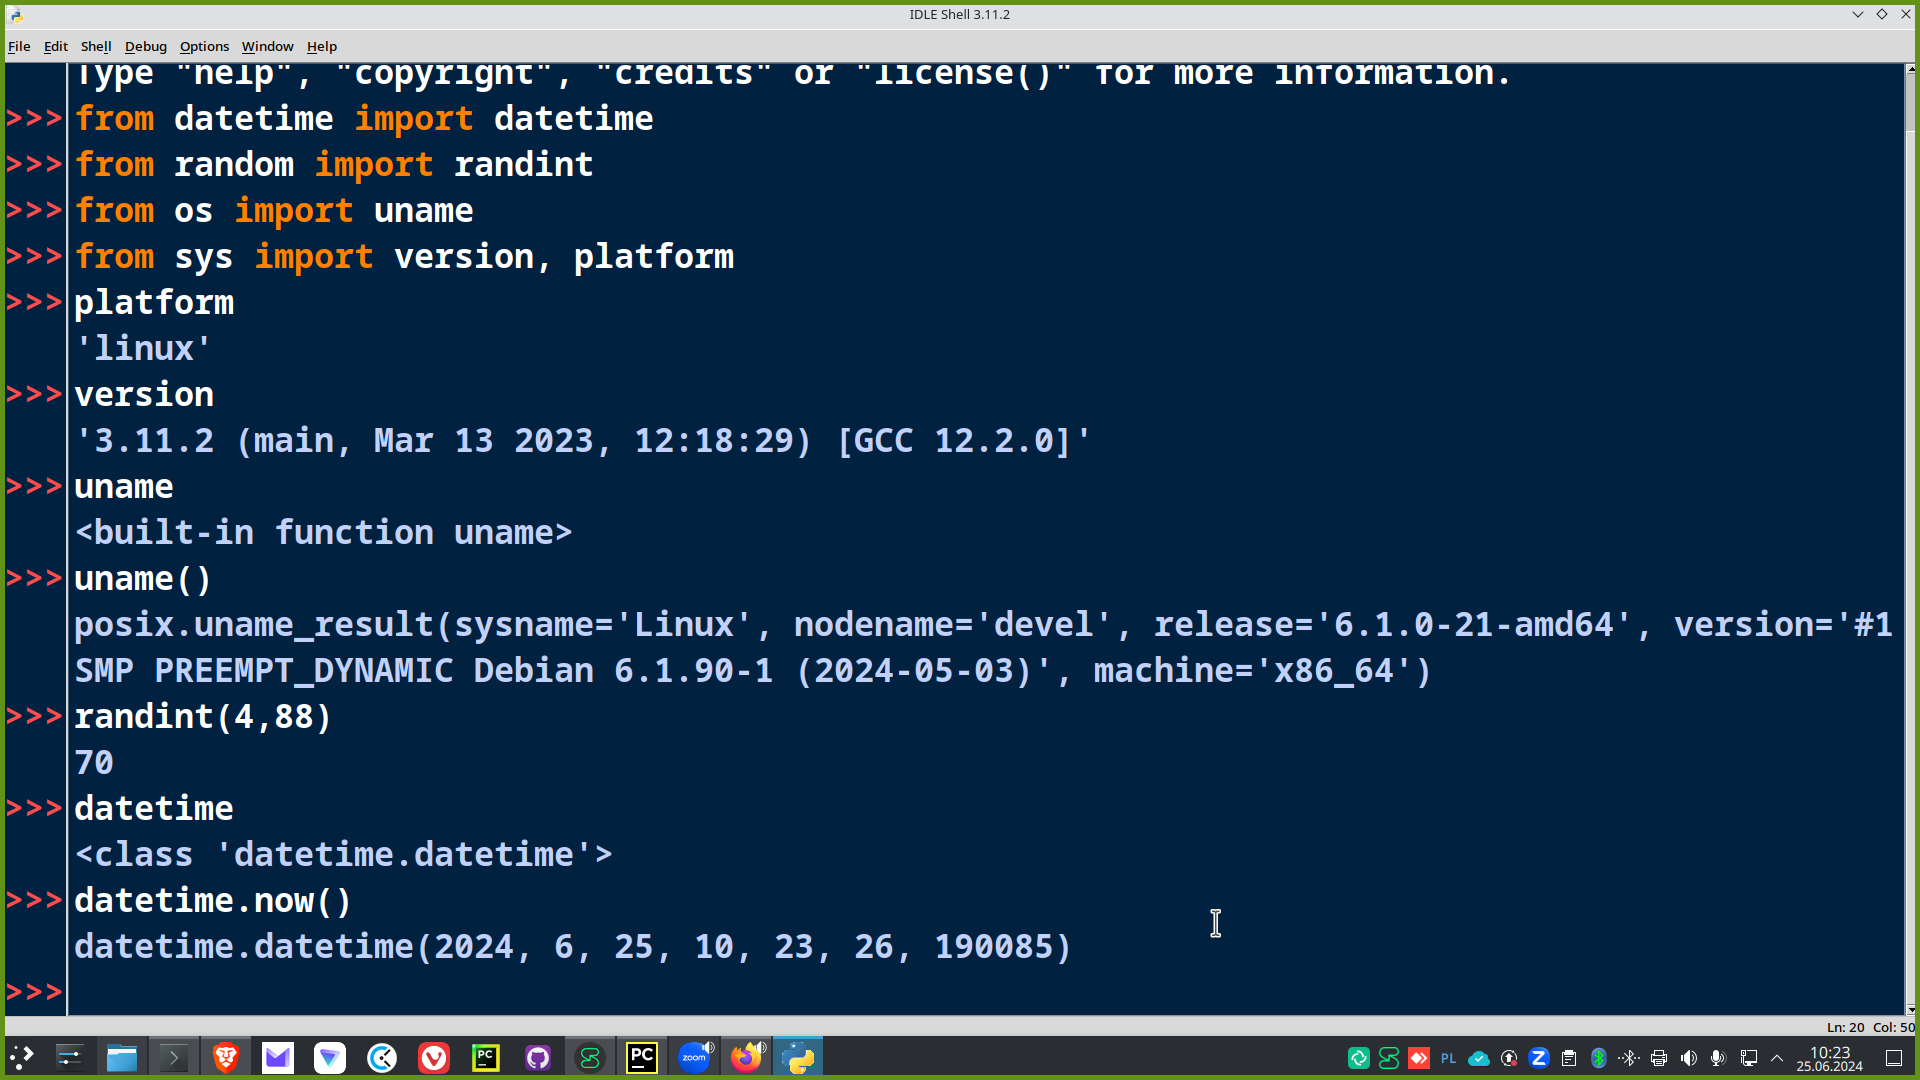 IDLE Shell 3.11.2
File Edit Shell Debug Options Window Help
Type "help", "copyright", "credits" or "license()" for more information.
>>> from datetime import datetime
>>> from random import randint
>>> from os import uname
>>> from sys import version, platform
>>> platform
'linux'
>>> version
'3.11.2 (main, Mar 13 2023, 12:18:29) [GCC 12.2.0]'
>>> uname
<built-in function uname>
>>> uname()
posix.uname_result(sysname='Linux', nodename='devel', release='6.1.0-21-amd64', version='#1
SMP PREEMPT_DYNAMIC Debian 6.1.90-1 (2024-05-03)', machine='x86_64')
>>> randint(4,88)
70
>>> datetime
<class 'datetime.datetime'>
>>> datetime.now()
datetime.datetime(2024, 6, 25, 10, 23, 26, 190085)
>>>
Ln: 20 Col: 50
PC PC zoom Z PL Z 10:23
25.06.2024